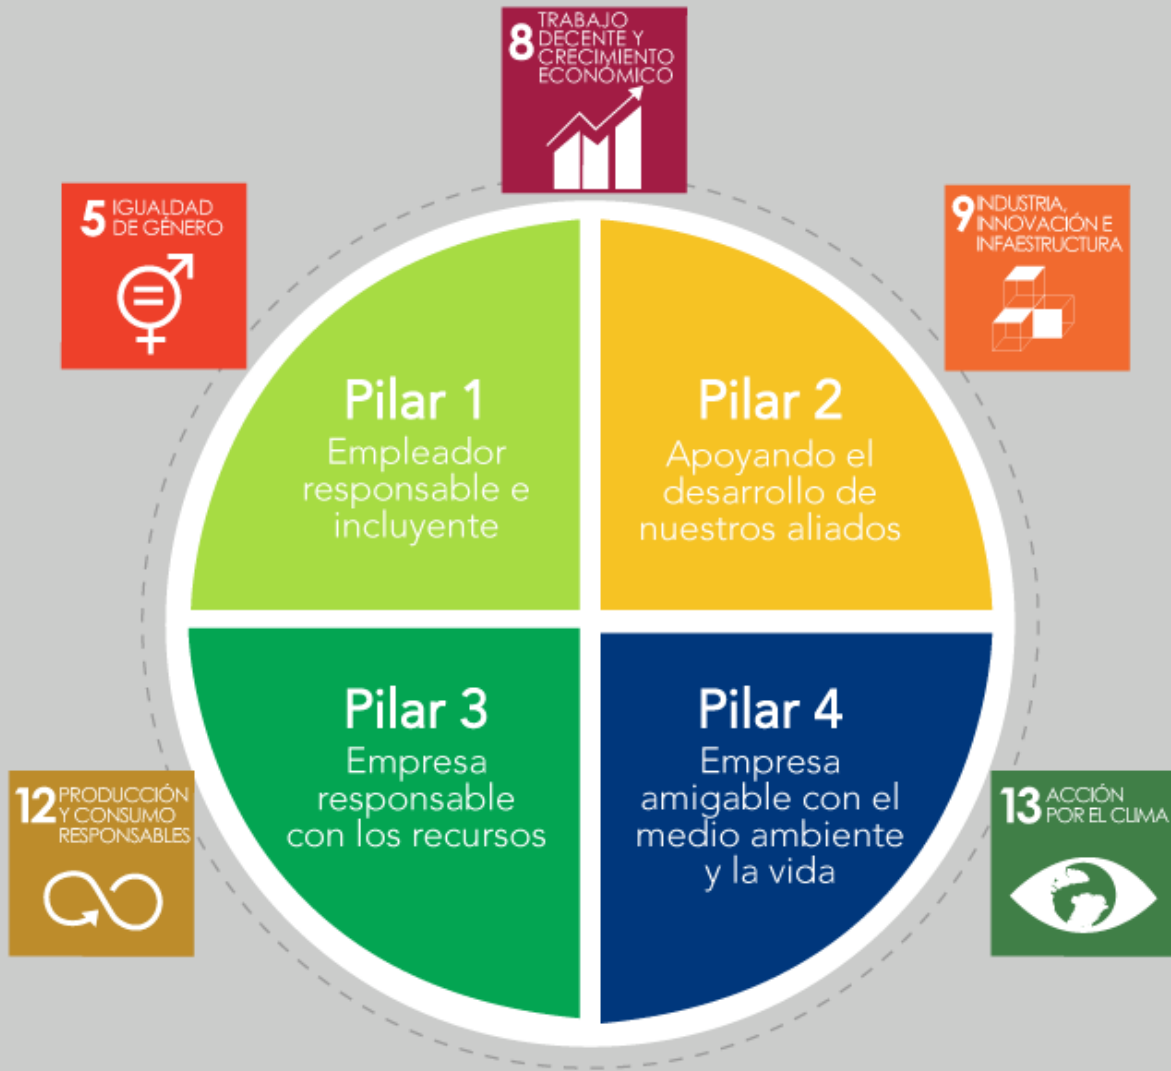 8 TRABAJO
DECENTE Y
CRECIMIENTO
ECONÓMICO
5 IGUALDAD
DE GÉNERO
9 INDUSTRIA,
INNOVACIÓN E
INFAESTRUCTURA
Pilar 1
Empleador
responsable e
incluyente
Pilar 2
Apoyando el
desarrollo de
nuestros aliados
Pilar 3
Empresa
responsable
con los recursos
Pilar 4
Empresa
amigable con el
medio ambiente
y la vida
12 PRODUCCIÓN
Y CONSUMO
RESPONSABLES
13 ACCIÓN
POR EL CLIMA